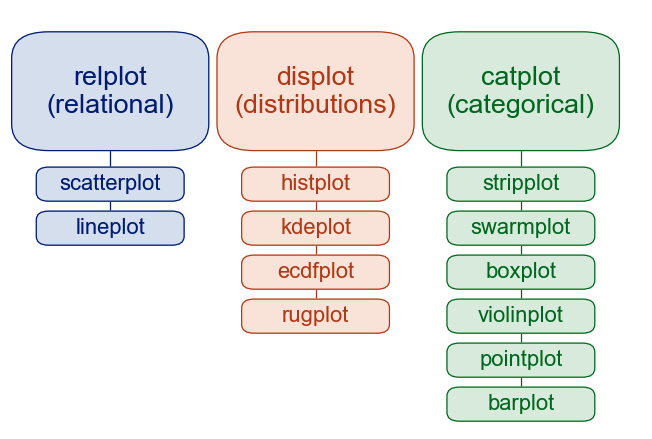 relplot
(relational)
scatterplot
lineplot
displot
(distributions)
histplot
kdeplot
ecdfplot
rugplot
catplot
(categorical)
stripplot
swarmplot
boxplot
violinplot
pointplot
barplot